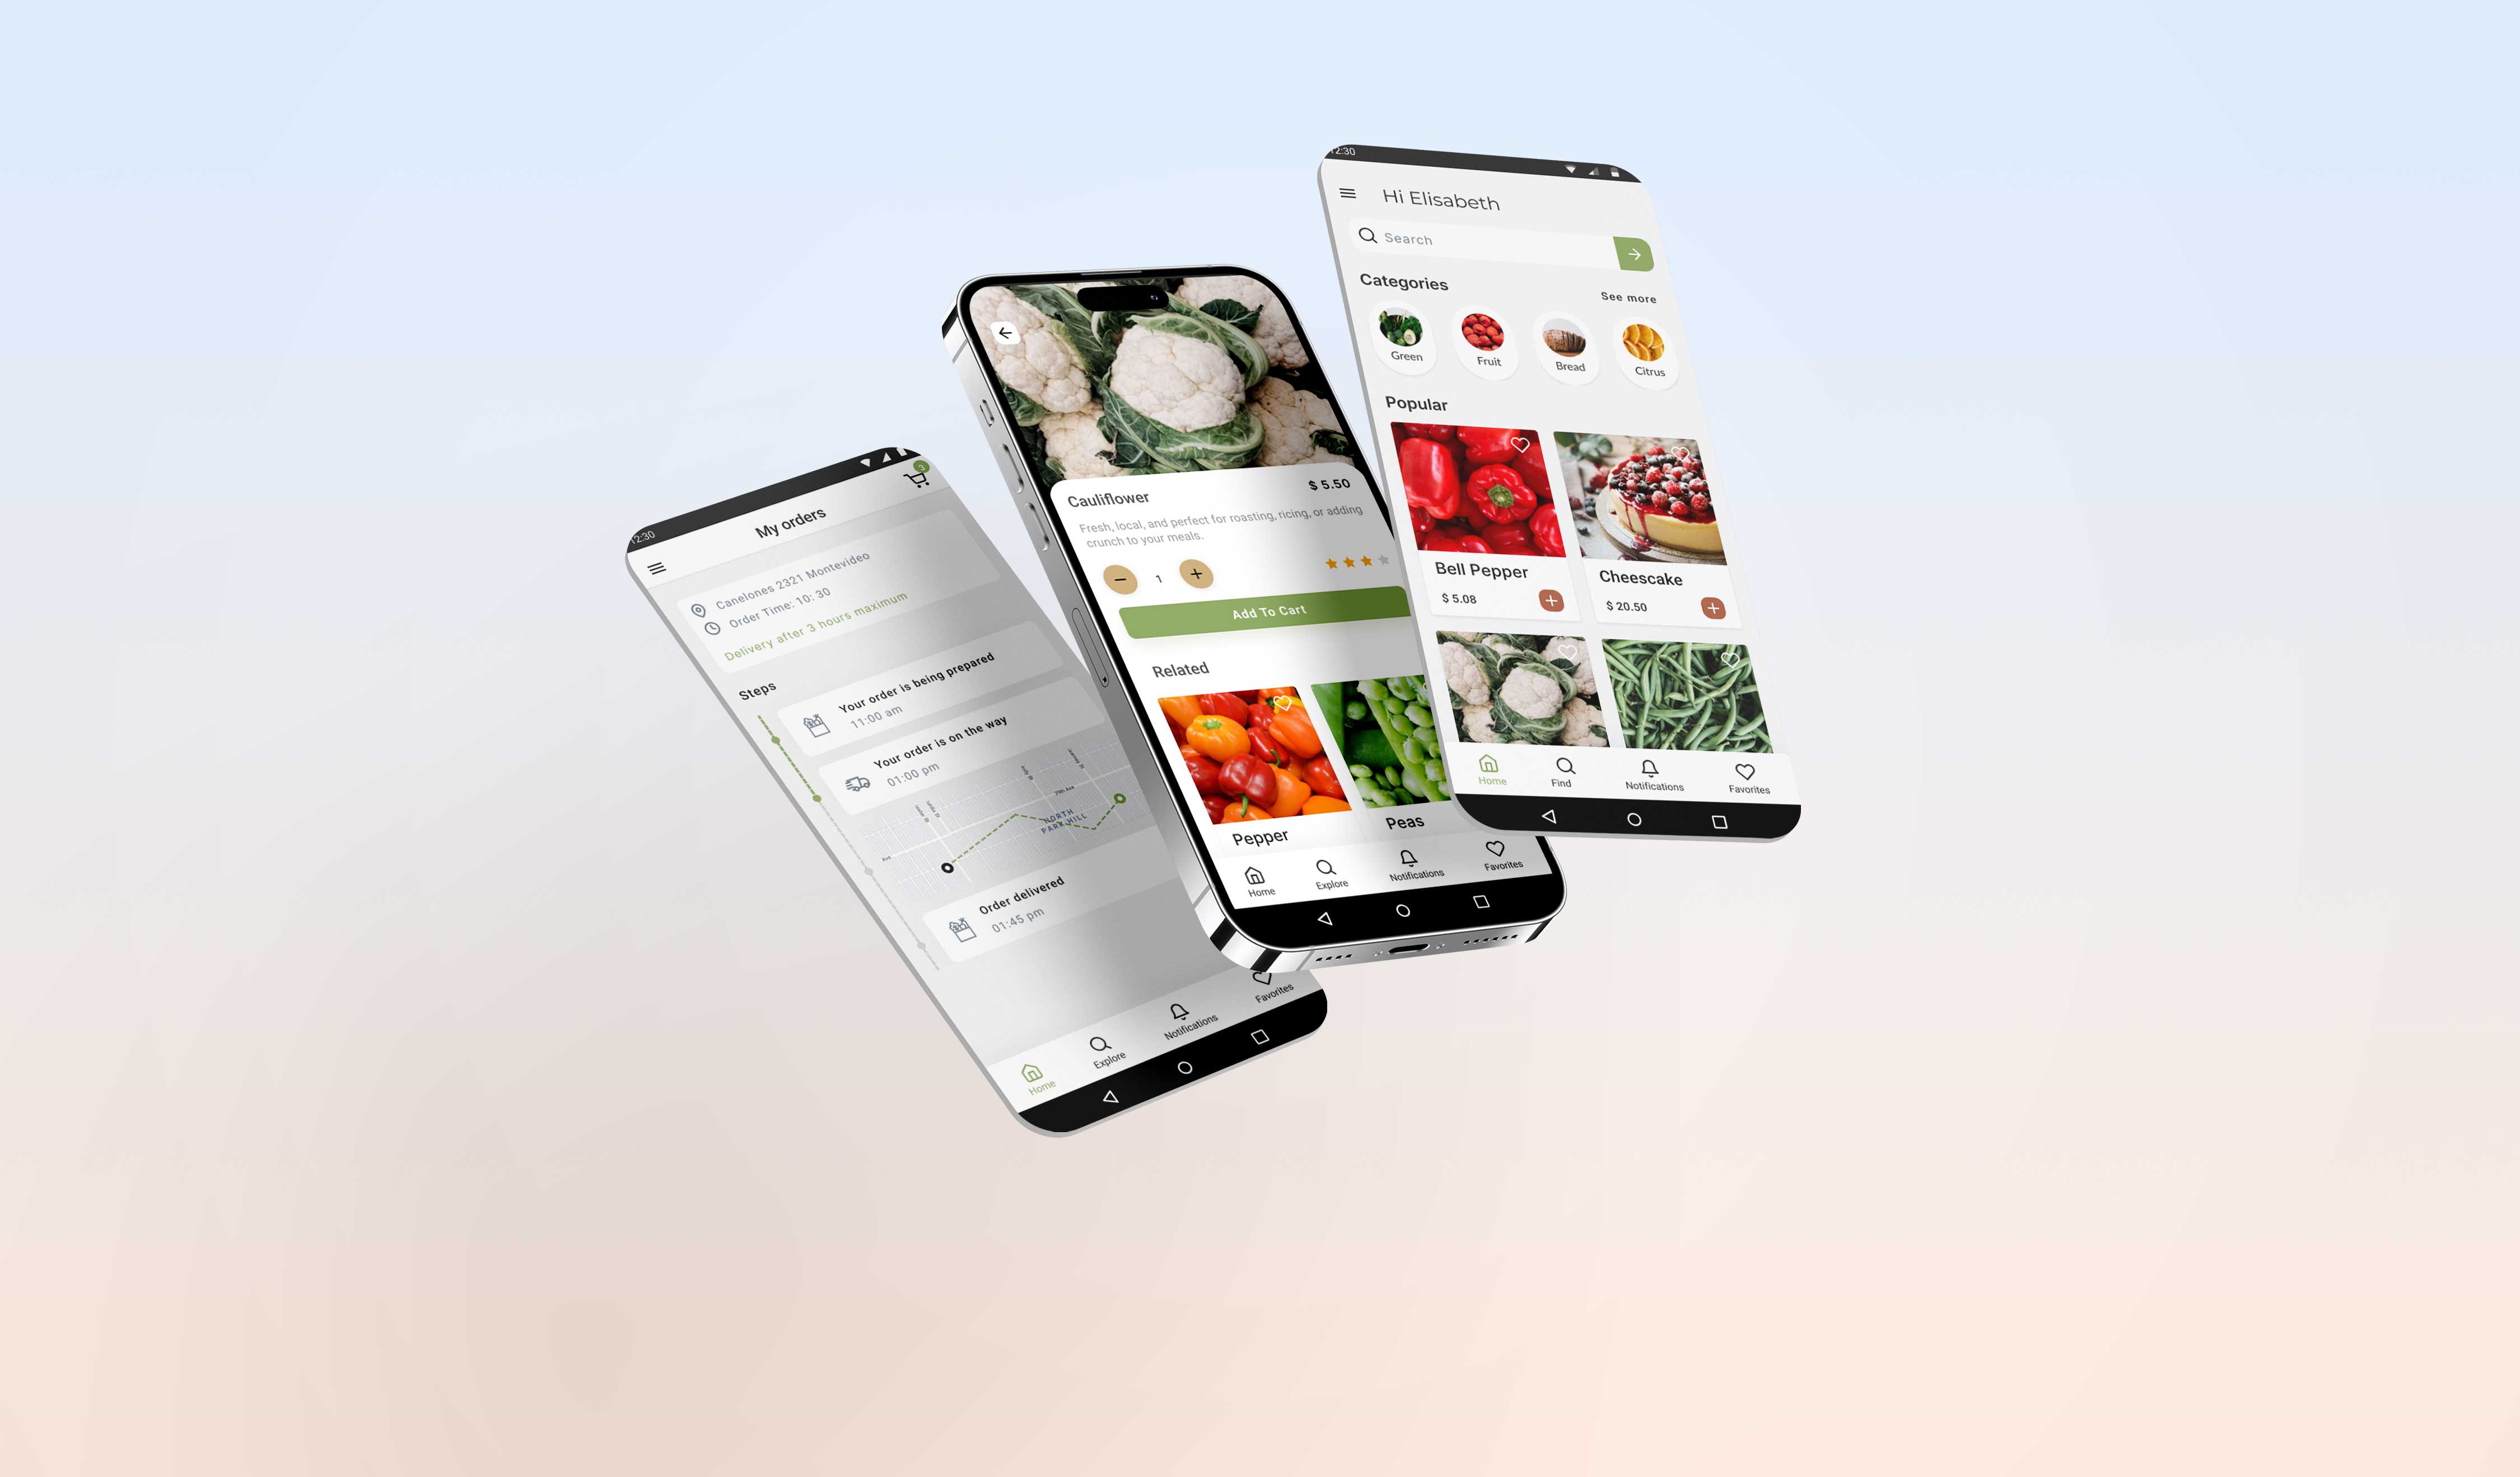 12:30
My orders
3
Canelones 2321 Montevideo
Order Time: 10: 30
Delivery after 3 hours maximum
Steps
Your order is being prepared
11:00 am
Your order is on the way
01:00 pm
29th Ave
NORTH
PARK HILL
Ave
Order delivered
01:45 pm
Home
Explore
Notifications
Favorites
Cauliflower
$ 5.50
Fresh, local, and perfect for roasting, ricing, or adding
crunch to your meals.
1
Add To Cart
Related
Pepper
Peas
Home
Explore
Notifications
Favorites
12:30
Hi Elisabeth
Search
Categories
See more
Green
Fruit
Bread
Citrus
Popular
Bell Pepper
$ 5.08
Cheescake
$ 20.50
Home
Find
Notifications
Favorites